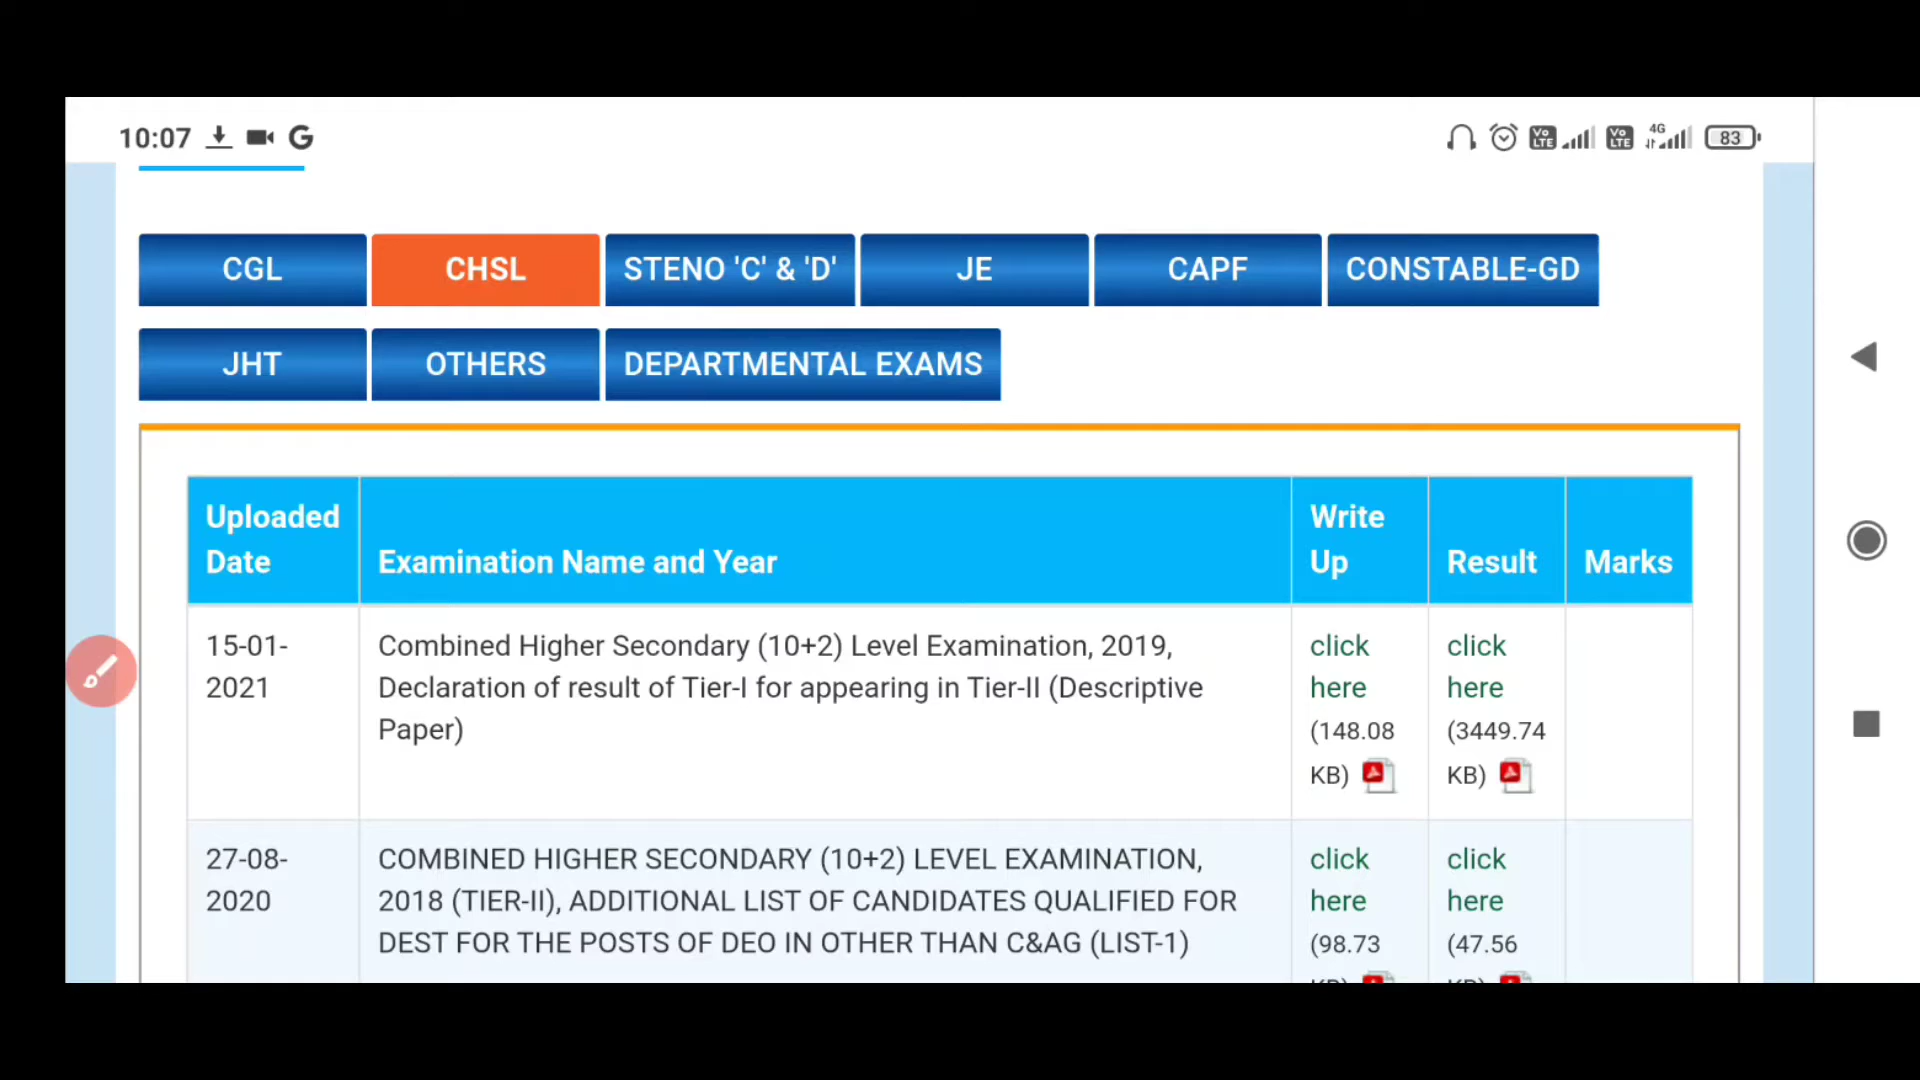 10:07 G VoLTE VoLTE 4G 83
CGL CHSL STENO 'C' & 'D' JE CAPF CONSTABLE-GD
JHT OTHERS DEPARTMENTAL EXAMS
Uploaded Date Examination Name and Year Write Up Result Marks
15-01- Combined Higher Secondary (10+2) Level Examination, 2019, click click
2021 Declaration of result of Tier-I for appearing in Tier-II (Descriptive here here
Paper) (148.08 (3449.74
KB) KB)
27-08- COMBINED HIGHER SECONDARY (10+2) LEVEL EXAMINATION, click click
2020 2018 (TIER-II), ADDITIONAL LIST OF CANDIDATES QUALIFIED FOR here here
DEST FOR THE POSTS OF DEO IN OTHER THAN C&AG (LIST-1) (98.73 (47.56